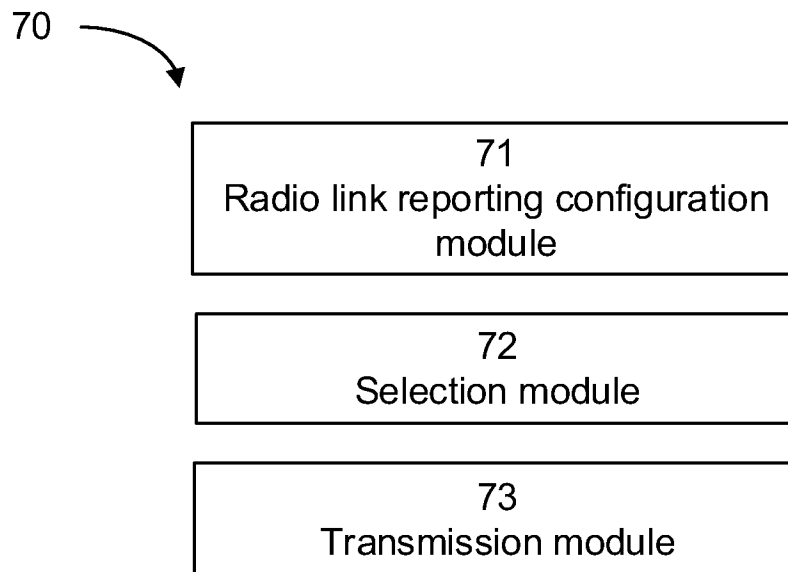 70
71
Radio link reporting configuration
module
72
Selection module
73
Transmission module